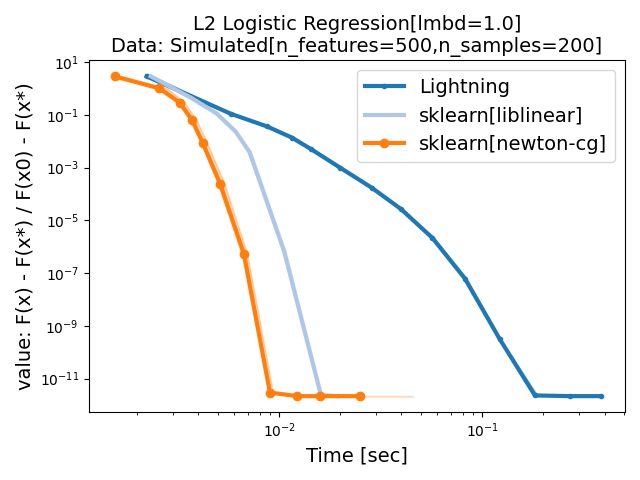 L2 Logistic Regression[lmbd=1.0]
Data: Simulated[n_features=500,n_samples=200]
value: F(x) - F(x*) / F(x0) - F(x*)
10¹
10⁻¹
10⁻³
10⁻⁵
10⁻⁷
10⁻⁹
10⁻¹¹
Lightning
sklearn[liblinear]
sklearn[newton-cg]
10⁻²
10⁻¹
Time [sec]